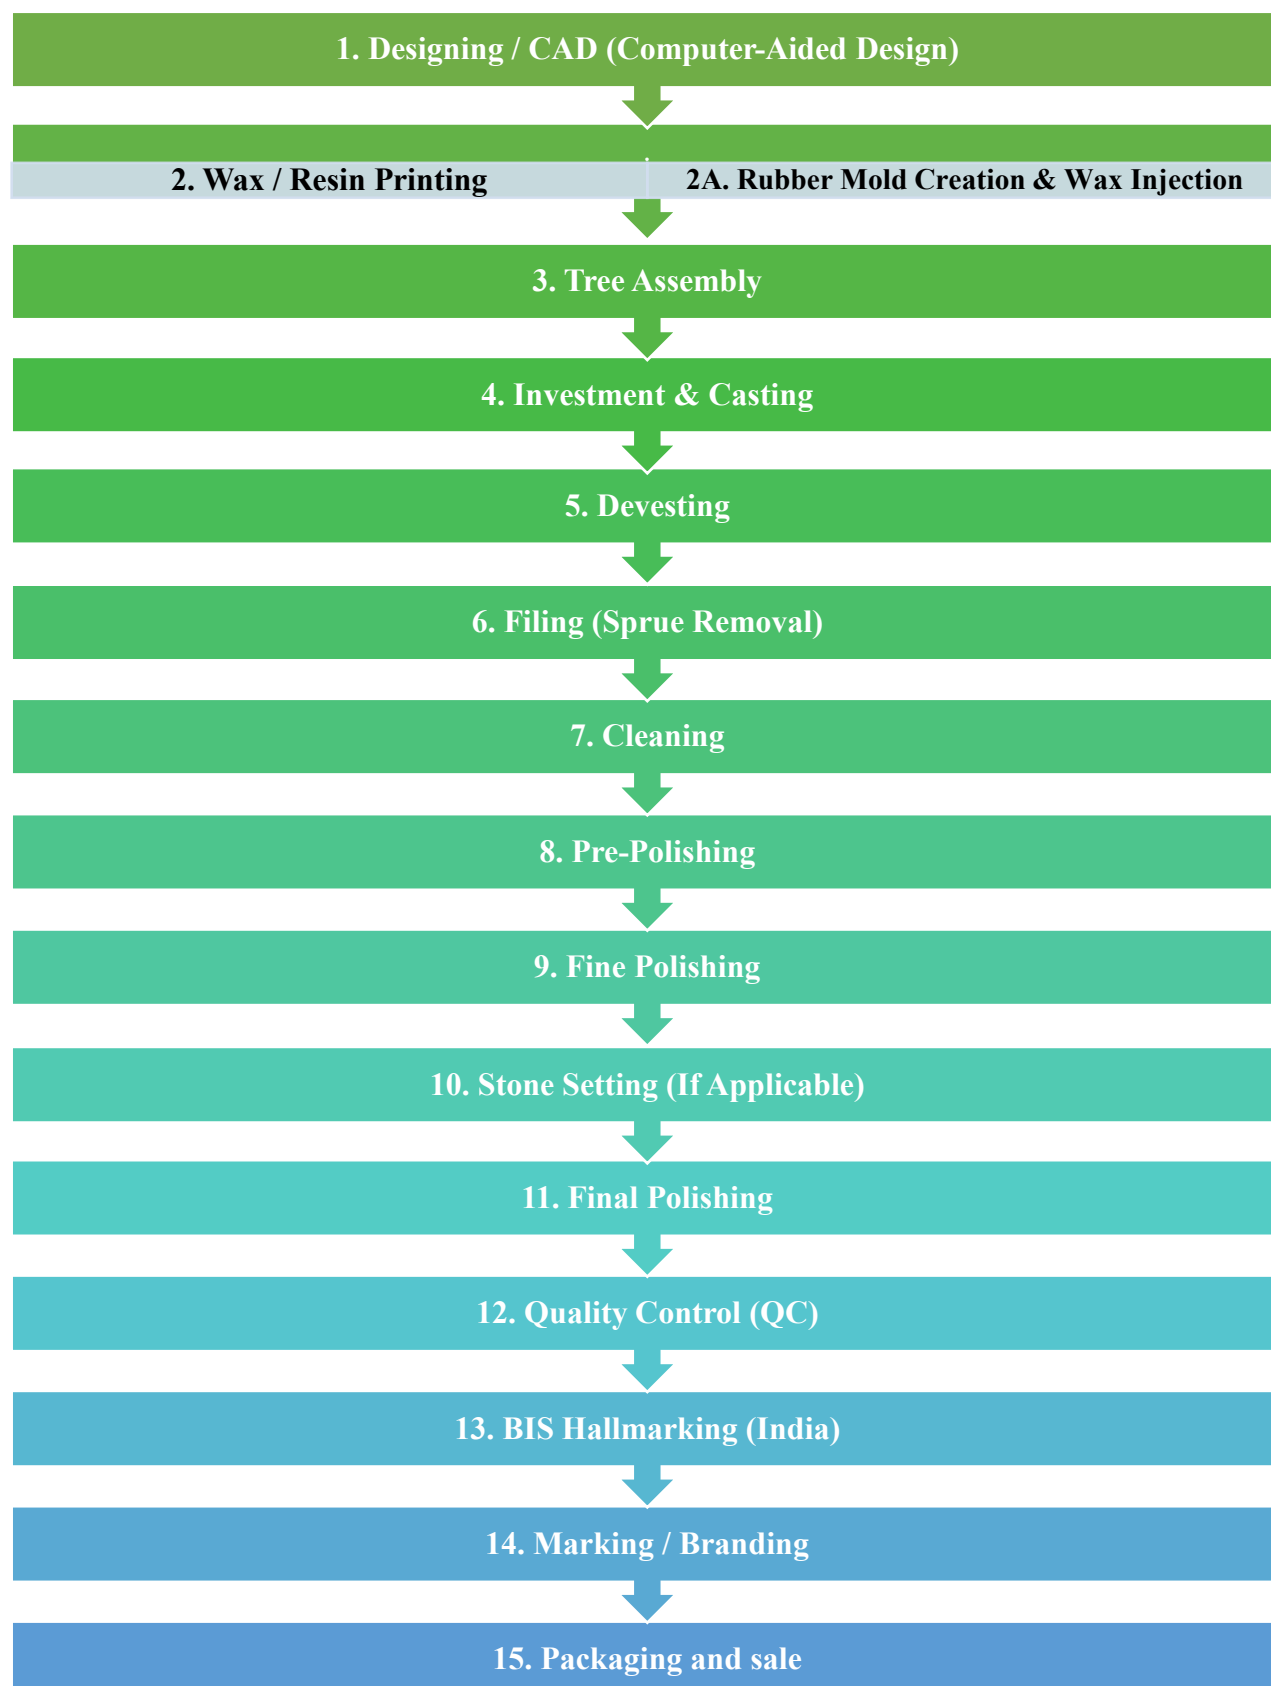 1. Designing / CAD (Computer-Aided Design)
2. Wax / Resin Printing
2A. Rubber Mold Creation & Wax Injection
3. Tree Assembly
4. Investment & Casting
5. Devesting
6. Filing (Sprue Removal)
7. Cleaning
8. Pre-Polishing
9. Fine Polishing
10. Stone Setting (If Applicable)
11. Final Polishing
12. Quality Control (QC)
13. BIS Hallmarking (India)
14. Marking / Branding
15. Packaging and sale